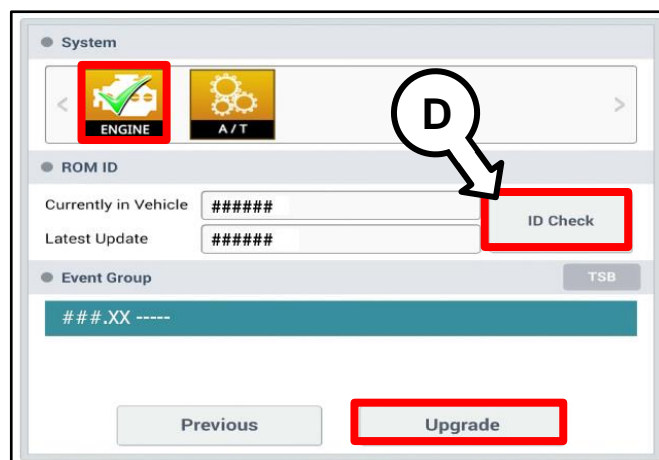 System
<
ENGINE
A/T
D
>
ROM ID
Currently in Vehicle ######
ID Check
Latest Update ######
Event Group TSB
###.XX -----
Previous Upgrade